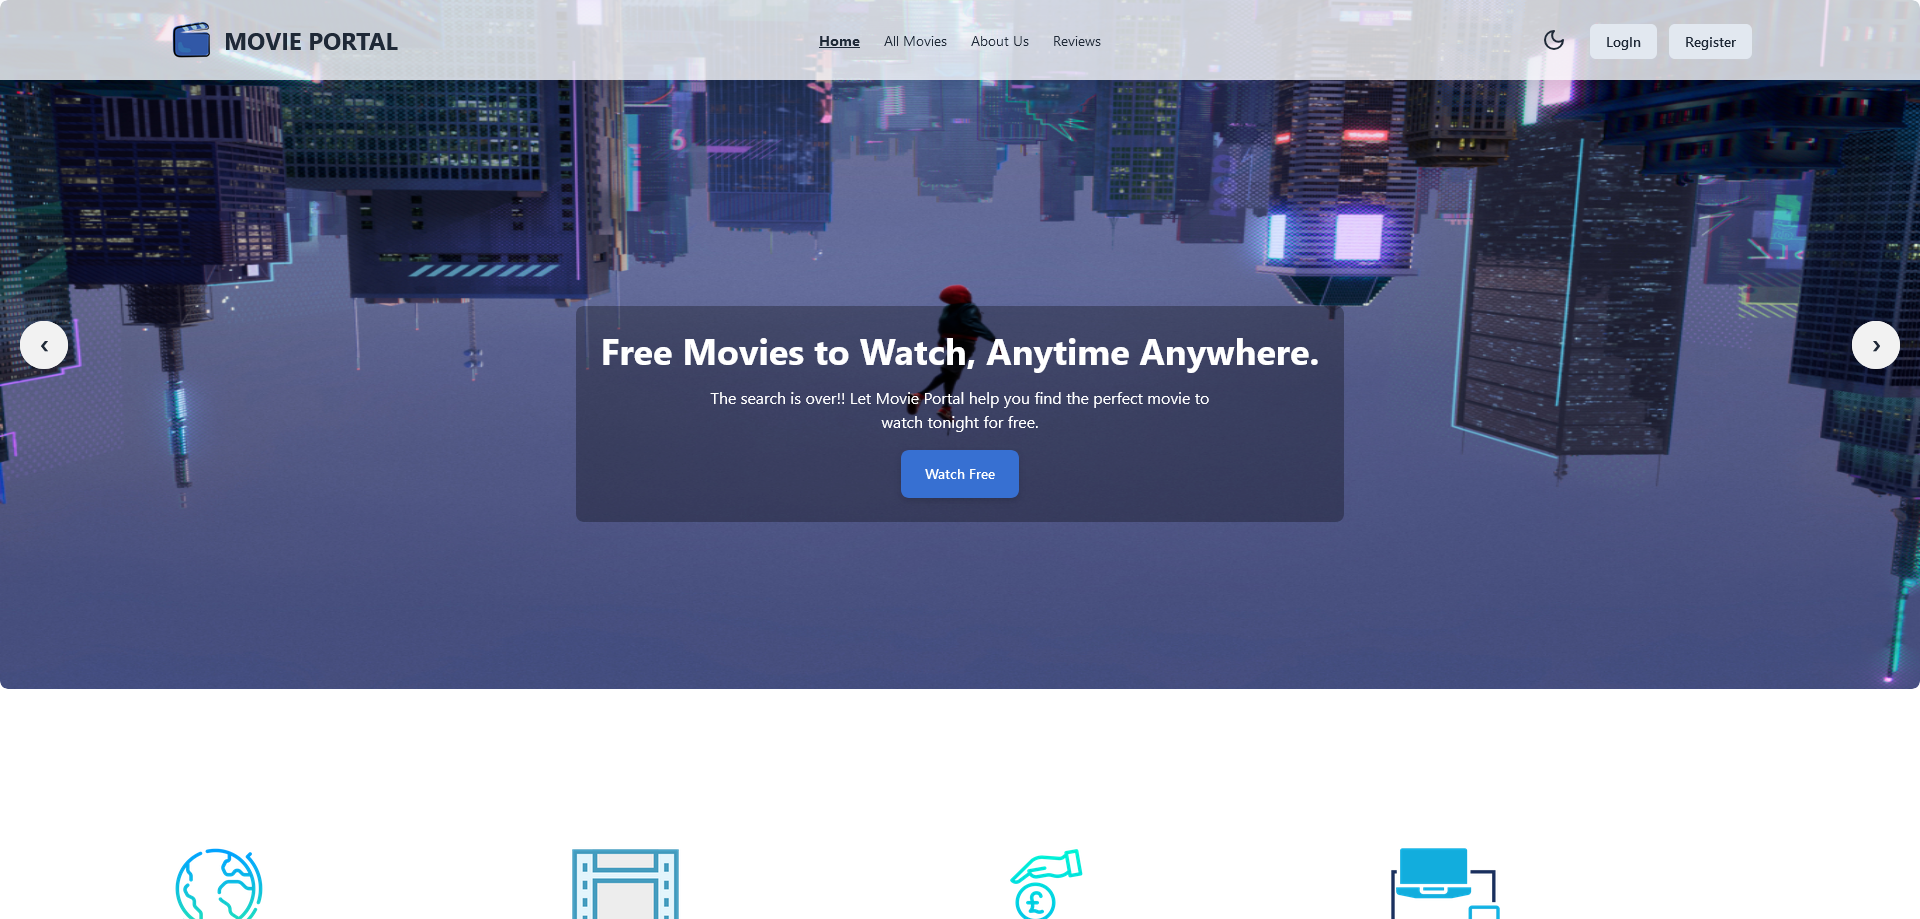 MOVIE PORTAL
Home
All Movies
About Us
Reviews
LogIn
Register
‹
›
Free Movies to Watch, Anytime Anywhere.
The search is over!! Let Movie Portal help you find the perfect movie to
watch tonight for free.
Watch Free
£